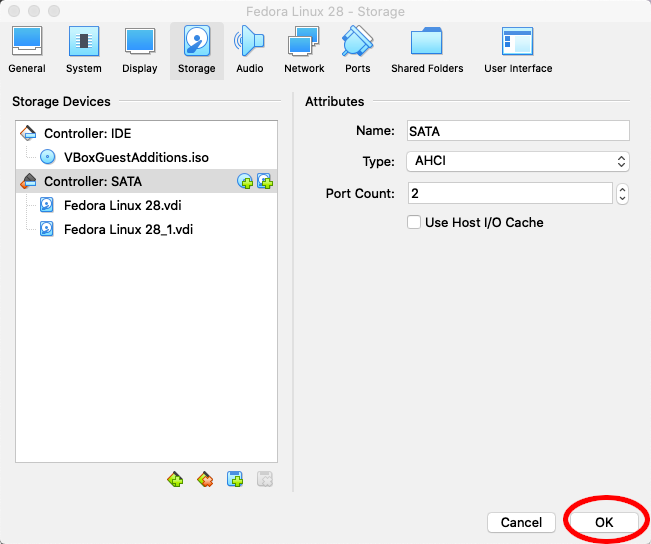 Fedora Linux 28 - Storage
General System Display Storage Audio Network Ports Shared Folders User Interface
Storage Devices
Controller: IDE
VBoxGuestAdditions.iso
Controller: SATA
Fedora Linux 28.vdi
Fedora Linux 28_1.vdi
Attributes
Name: SATA
Type: AHCI
Port Count: 2
Use Host I/O Cache
Cancel OK